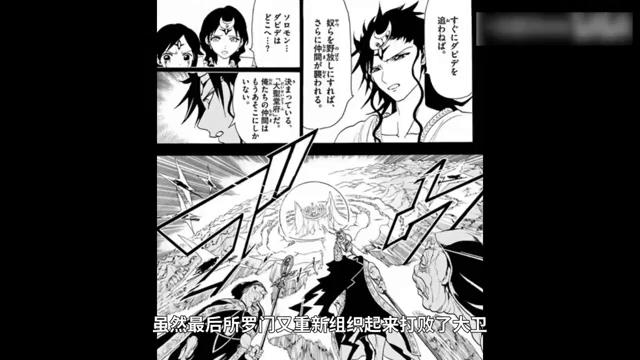 すぐにダビデを
追わねば。
奴らを野放しにすれば、
さらに仲間が襲われる。
ソロモン…
ダビデは
どこへ…?
決まっている、
「大聖堂府」だ。
俺たちの仲間は
もうあそこにしか
いない。
虽然最后所罗门又重新组织起来打败了大卫